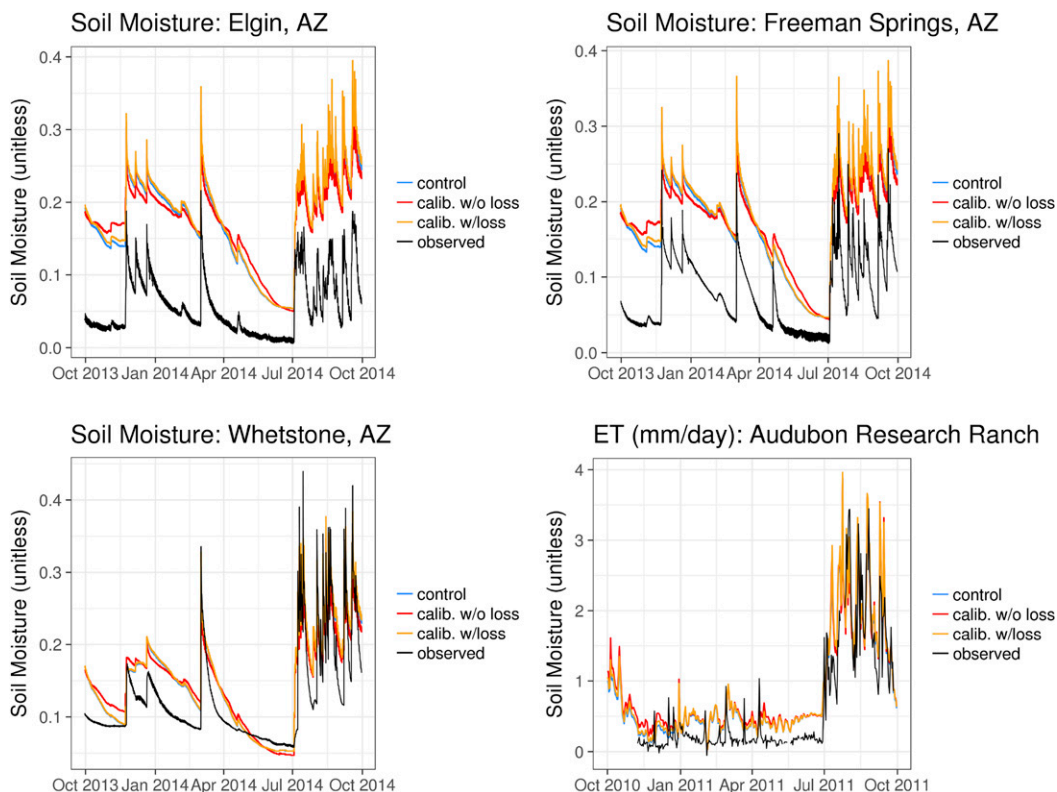 Soil Moisture: Elgin, AZ
Soil Moisture (unitless)
0.4
0.3
0.2
0.1
0.0
Oct 2013 Jan 2014 Apr 2014 Jul 2014 Oct 2014
control
calib. w/o loss
calib. w/loss
observed
Soil Moisture: Freeman Springs, AZ
Soil Moisture (unitless)
0.4
0.3
0.2
0.1
0.0
Oct 2013 Jan 2014 Apr 2014 Jul 2014 Oct 2014
control
calib. w/o loss
calib. w/loss
observed
Soil Moisture: Whetstone, AZ
Soil Moisture (unitless)
0.4
0.3
0.2
0.1
Oct 2013 Jan 2014 Apr 2014 Jul 2014 Oct 2014
control
calib. w/o loss
calib. w/loss
observed
ET (mm/day): Audubon Research Ranch
Soil Moisture (unitless)
4
3
2
1
0
Oct 2010 Jan 2011 Apr 2011 Jul 2011 Oct 2011
control
calib. w/o loss
calib. w/loss
observed